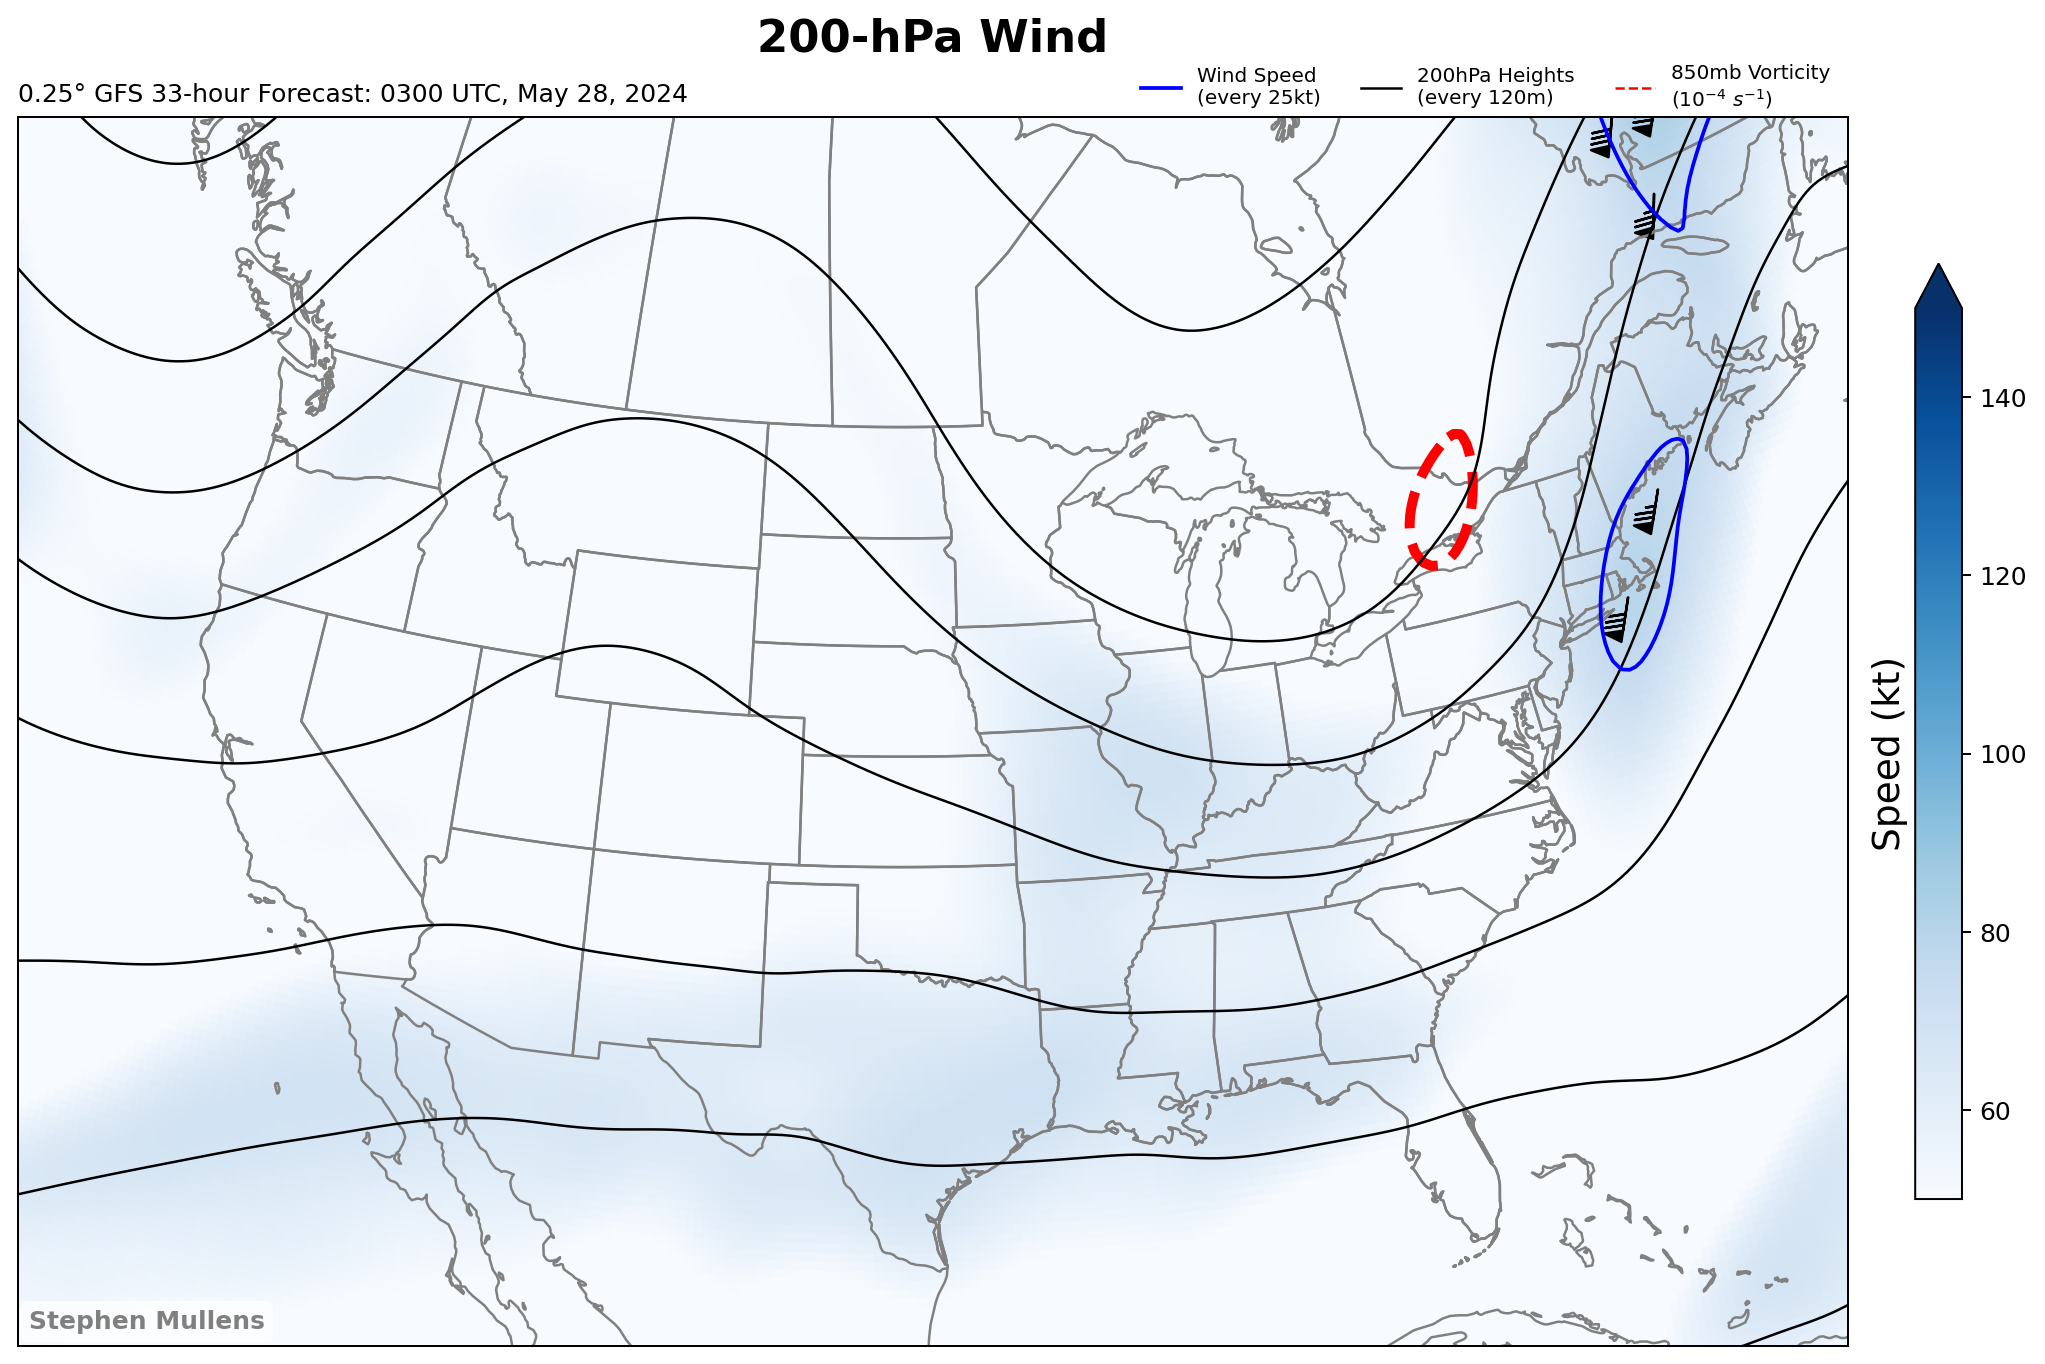 200-hPa Wind
0.25° GFS 33-hour Forecast: 0300 UTC, May 28, 2024
Wind Speed
(every 25kt)
200hPa Heights
(every 120m)
850mb Vorticity
(10⁻⁴ s⁻¹)
140
120
100
80
60
Speed (kt)
Stephen Mullens